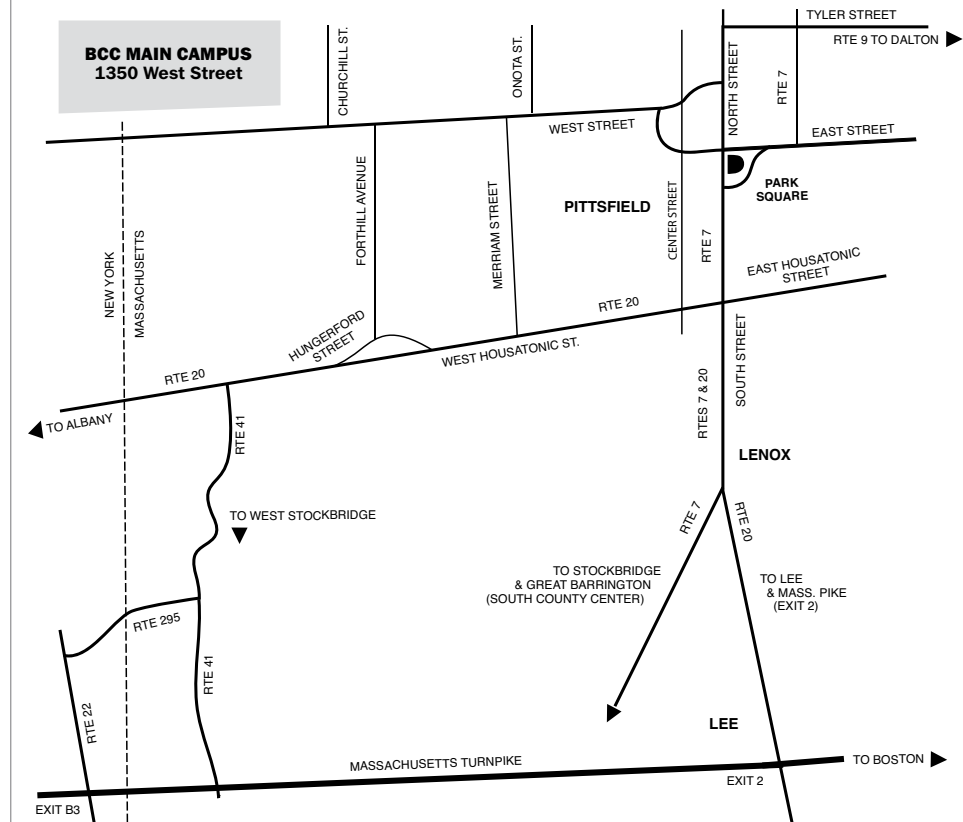 BCC MAIN CAMPUS
1350 West Street
CHURCHILL ST.
ONOTA ST.
NORTH STREET
RTE 7
TYLER STREET
RTE 9 TO DALTON
WEST STREET
EAST STREET
PARK
SQUARE
PITTSFIELD
FORTHILL AVENUE
MERRIAM STREET
CENTER STREET
RTE 7
NEW YORK
MASSACHUSETTS
EAST HOUSATONIC
STREET
RTE 20
HUNGERFORD
STREET
WEST HOUSATONIC ST.
RTE 20
TO ALBANY
RTE 41
RTES 7 & 20
SOUTH STREET
LENOX
TO WEST STOCKBRIDGE
RTE 7
RTE 20
TO STOCKBRIDGE
& GREAT BARRINGTON
(SOUTH COUNTY CENTER)
TO LEE
& MASS. PIKE
(EXIT 2)
RTE 295
RTE 41
RTE 22
LEE
MASSACHUSETTS TURNPIKE
EXIT 2
TO BOSTON
EXIT B3